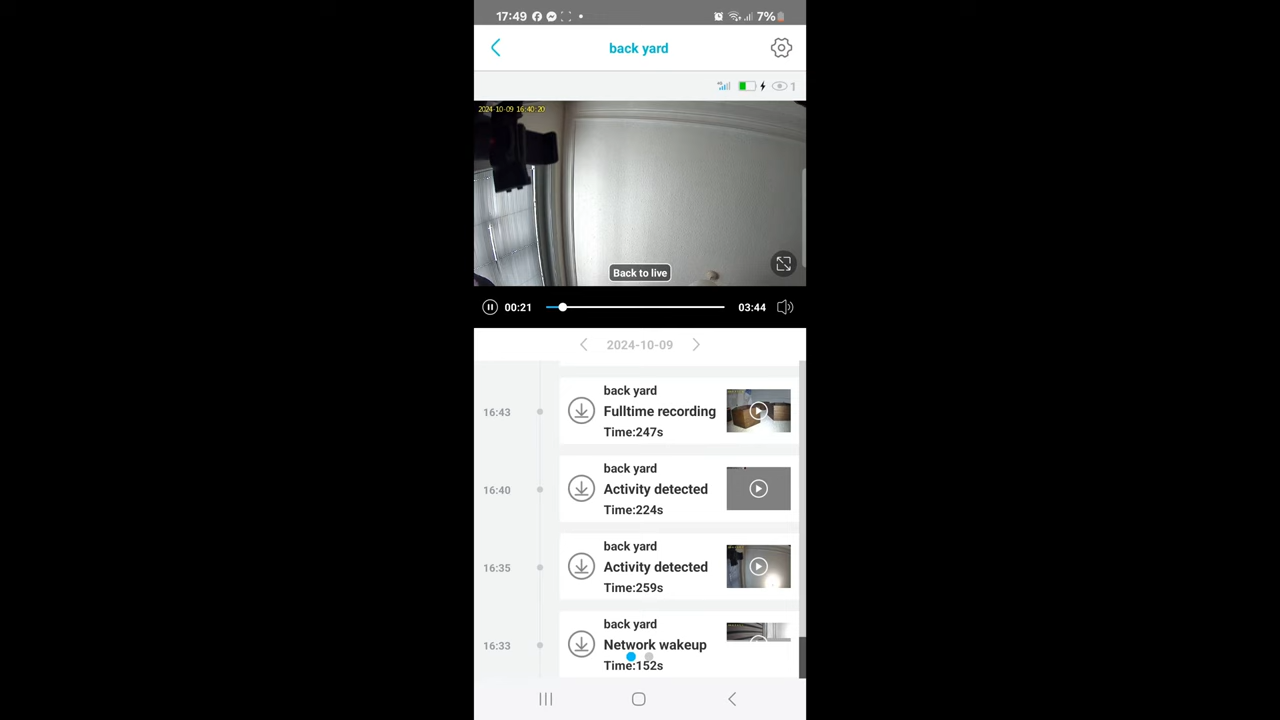 17:49 7%
back yard
1
2024-10-09 16:40:20
Back to live
00:21 03:44
2024-10-09
back yard
16:43 Fulltime recording
Time:247s
back yard
16:40 Activity detected
Time:224s
back yard
16:35 Activity detected
Time:259s
back yard
16:33 Network wakeup
Time:152s